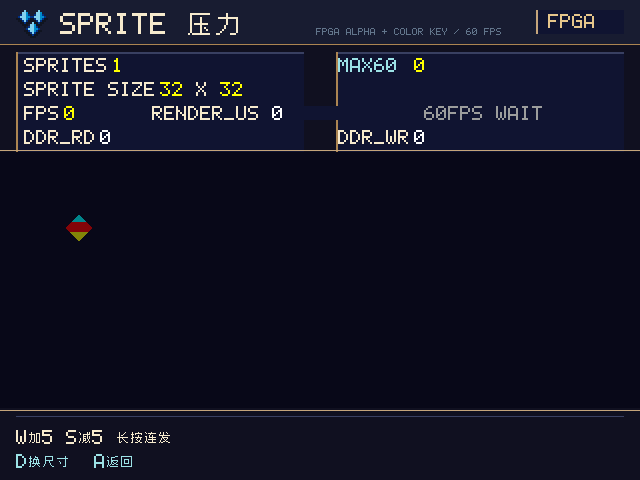 SPRITE 压力 FPGA ALPHA + COLOR KEY / 60 FPS FPGA
SPRITES 1 MAX60 0
SPRITE SIZE 32 X 32
FPS 0 RENDER_US 0 60FPS WAIT
DDR_RD 0 DDR_WR 0
W加5 S减5 长按连发
D换尺寸 A返回